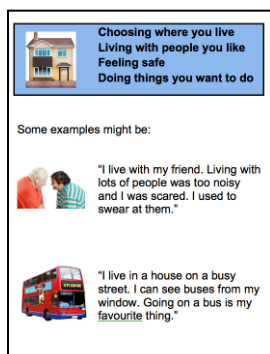 Choosing where you live
Living with people you like
Feeling safe
Doing things you want to do
Some examples might be:
"I live with my friend. Living with
lots of people was too noisy
and I was scared. I used to
swear at them."
"I live in a house on a busy
street. I can see buses from my
window. Going on a bus is my
favourite thing."